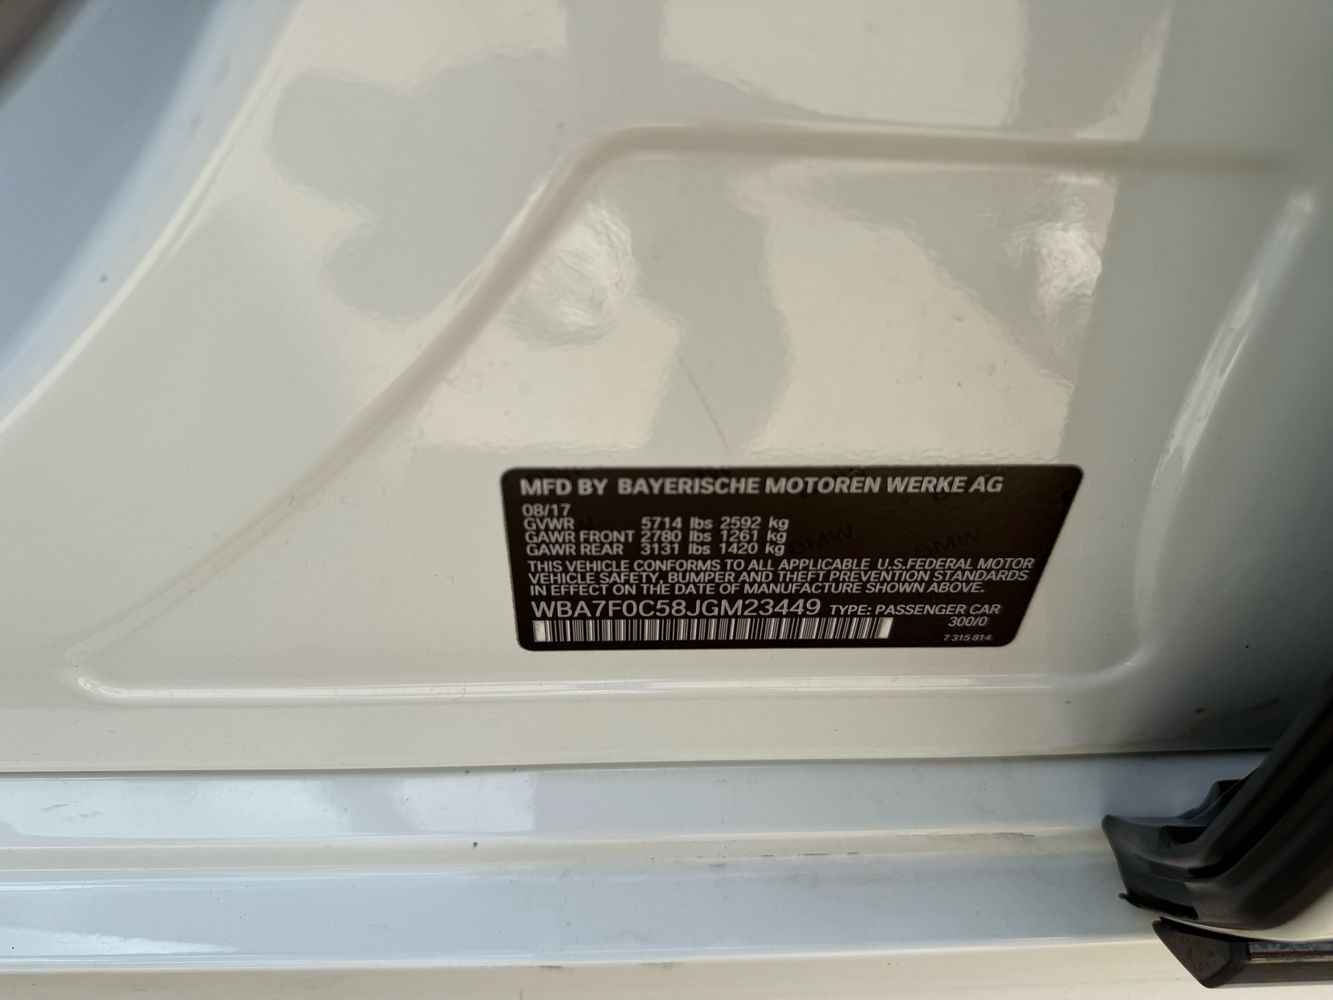 MFD BY BAYERISCHE MOTOREN WERKE AG
08/17
GVWR 5714 lbs 2592 kg
GAWR FRONT 2780 lbs 1261 kg
GAWR REAR 3131 lbs 1420 kg
THIS VEHICLE CONFORMS TO ALL APPLICABLE U.S.FEDERAL MOTOR
VEHICLE SAFETY, BUMPER AND THEFT PREVENTION STANDARDS
IN EFFECT ON THE DATE OF MANUFACTURE SHOWN ABOVE.
WBA7F0C58JGM23449 TYPE: PASSENGER CAR
300/0
7 315 814